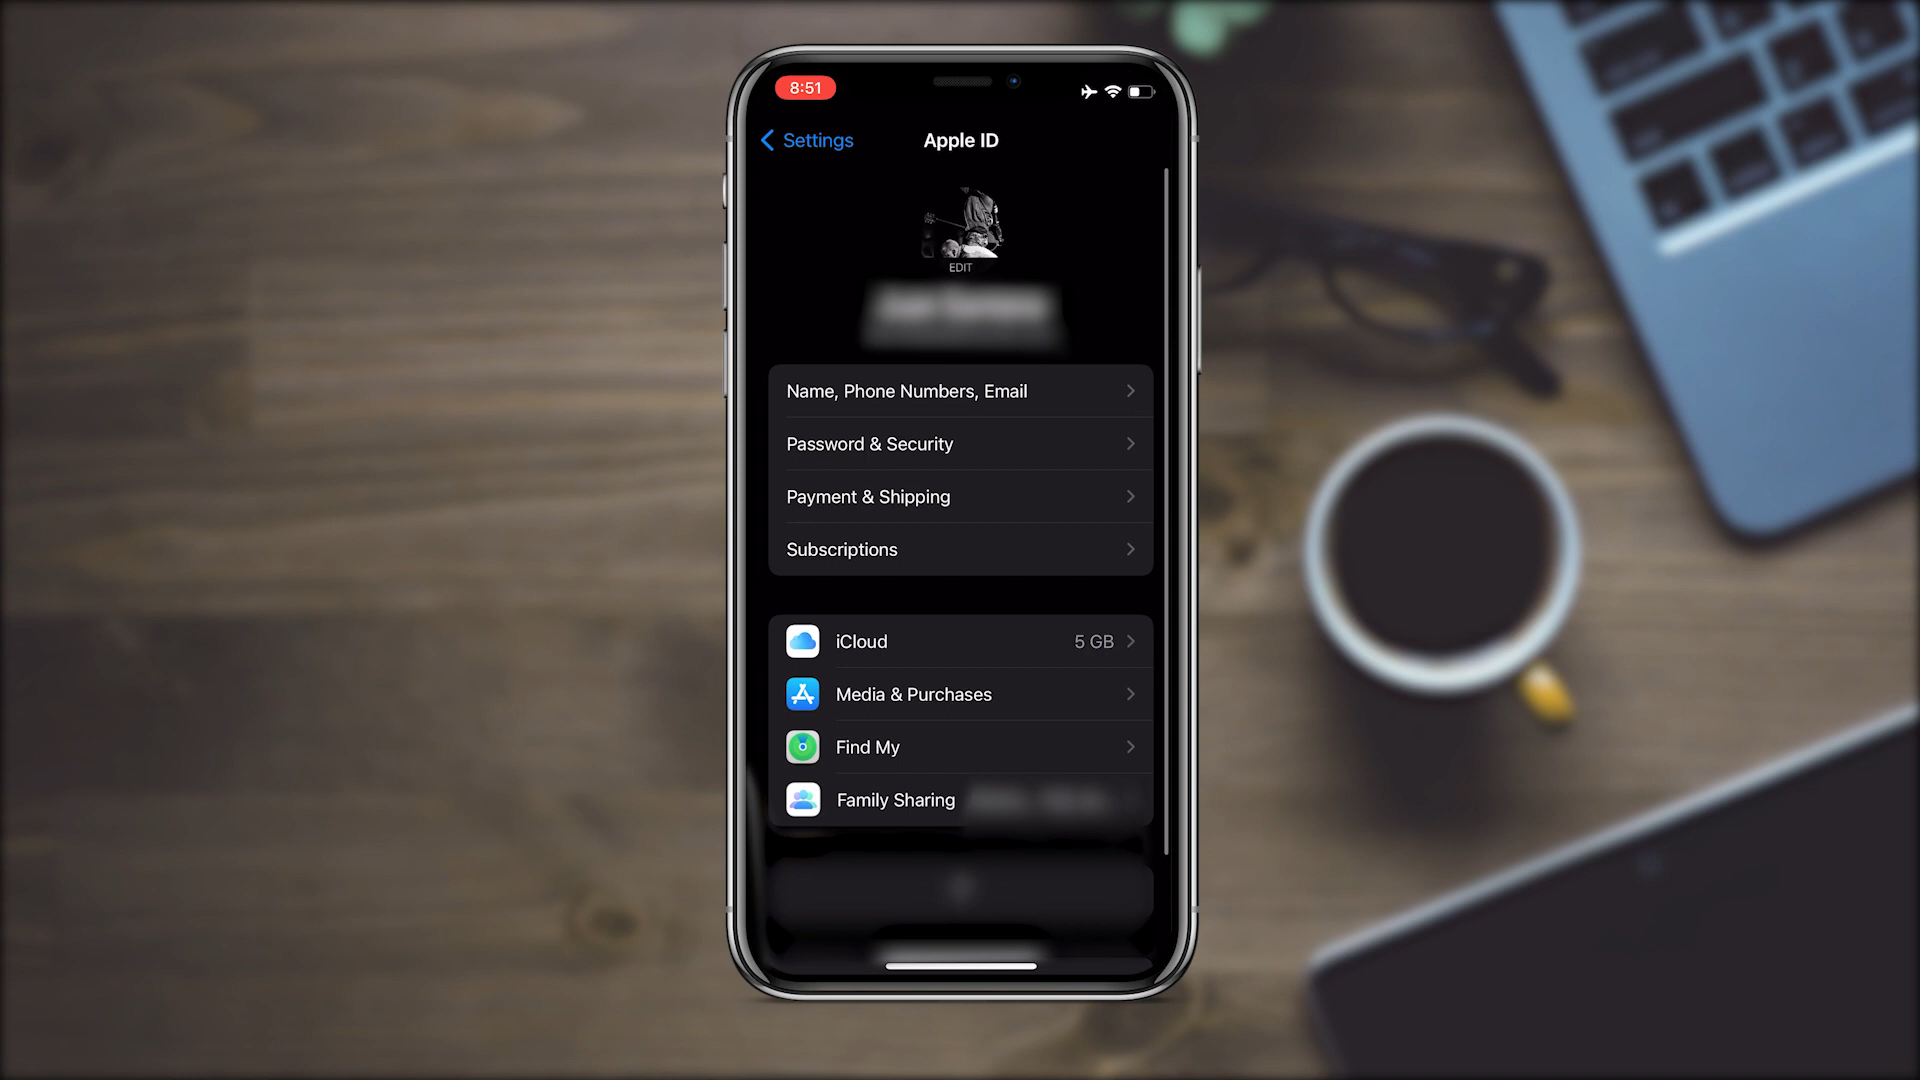 8:51
Settings
Apple ID
EDIT
Name, Phone Numbers, Email
Password & Security
Payment & Shipping
Subscriptions
iCloud 5 GB
Media & Purchases
Find My
Family Sharing